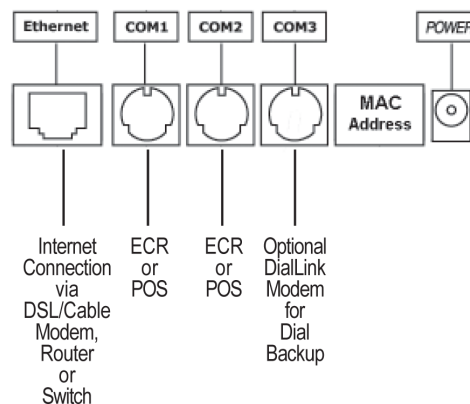 Ethernet
COM1
COM2
COM3
POWER
MAC
Address
Internet
Connection
via
DSL/Cable
Modem,
Router
or
Switch
ECR
or
POS
ECR
or
POS
Optional
DialLink
Modem
for
Dial
Backup